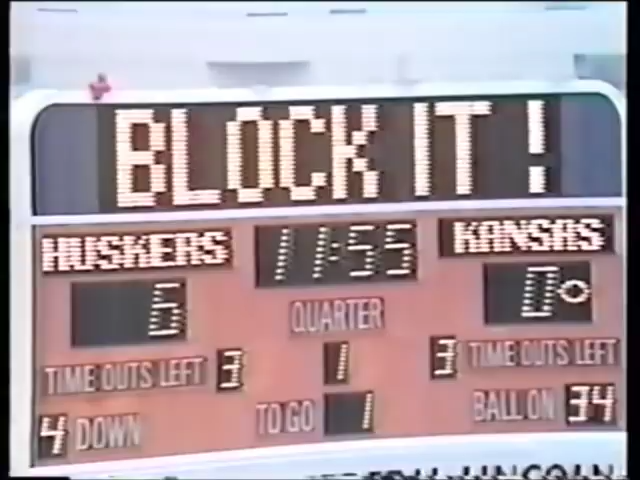 BLOCK IT!
HUSKERS 11:55 KANSAS
6 0
QUARTER
TIME OUTS LEFT 3 1 3 TIME OUTS LEFT
4 DOWN TO GO 1 BALL ON 34
LINCOLN